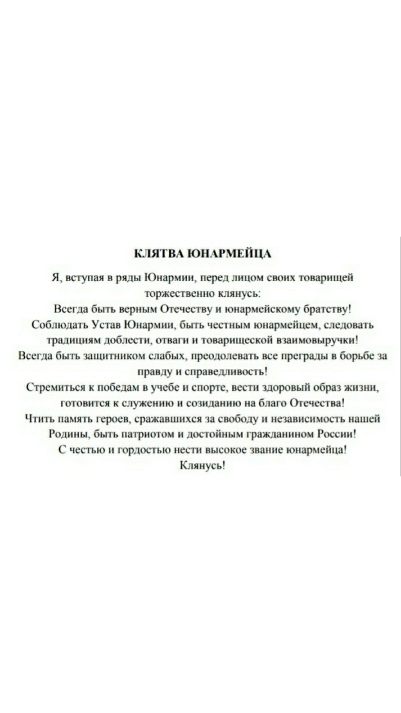 КЛЯТВА ЮНАРМЕЙЦА
Я, вступая в ряды Юнармии, перед лицом своих товарищей
торжественно клянусь:
Всегда быть верным Отечеству и юнармейскому братству!
Соблюдать Устав Юнармии, быть честным юнармейцем, следовать
традициям доблести, отваги и товарищеской взаимовыручки!
Всегда быть защитником слабых, преодолевать все преграды в борьбе за
правду и справедливость!
Стремиться к победам в учебе и спорте, вести здоровый образ жизни,
готовится к служению и созиданию на благо Отечества!
Чтить память героев, сражавшихся за свободу и независимость нашей
Родины, быть патриотом и достойным гражданином России!
С честью и гордостью нести высокое звание юнармейца!
Клянусь!